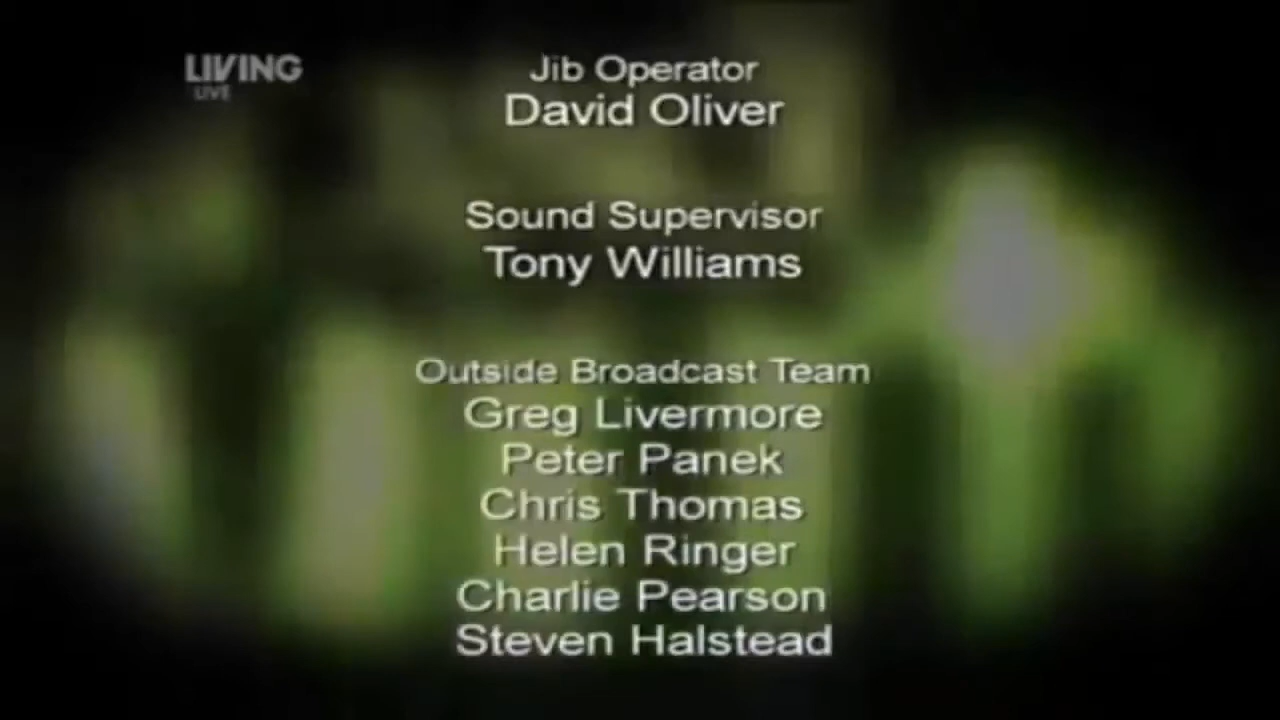 LIVING
LIVE
Jib Operator
David Oliver
Sound Supervisor
Tony Williams
Outside Broadcast Team
Greg Livermore
Peter Panek
Chris Thomas
Helen Ringer
Charlie Pearson
Steven Halstead